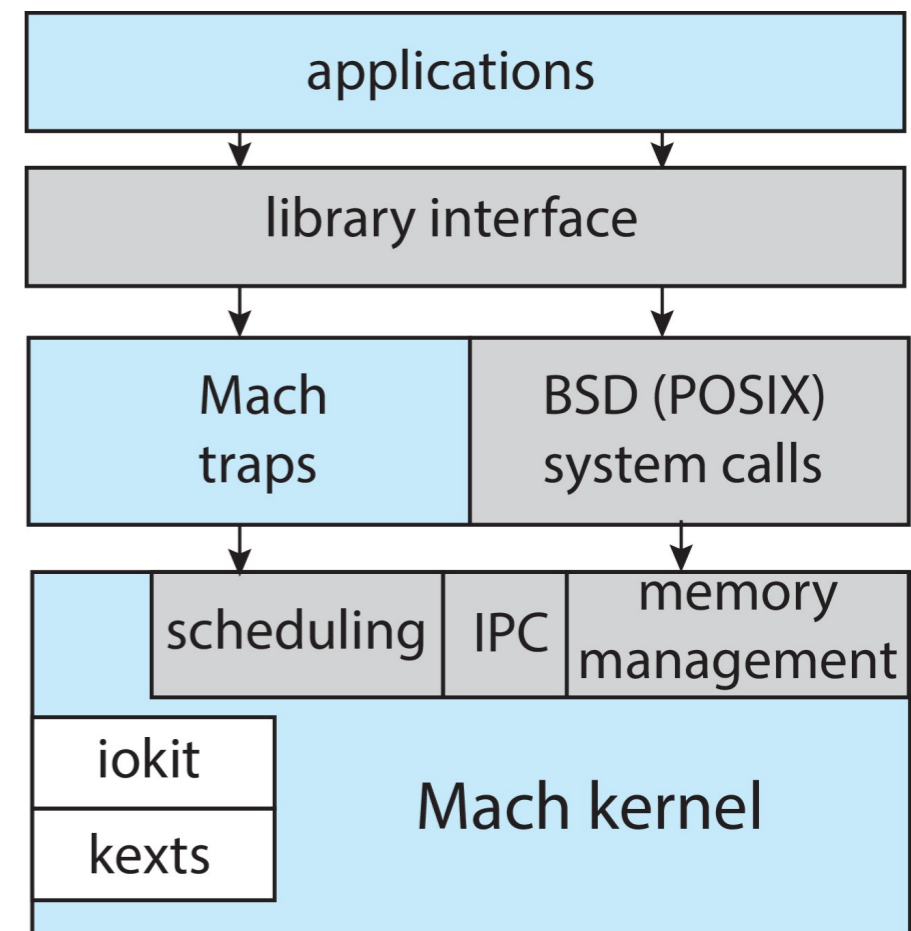 applications
library interface
Mach
traps
BSD (POSIX)
system calls
scheduling
IPC
memory
management
iokit
kexts
Mach kernel